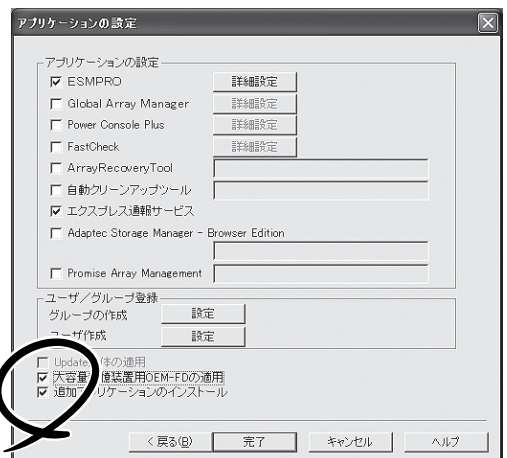 アプリケーションの設定
アプリケーションの設定
ESMPRO 詳細設定
Global Array Manager 詳細設定
Power Console Plus 詳細設定
FastCheck 詳細設定
ArrayRecoveryTool
自動クリーンアップツール
エクスプレス通報サービス
Adaptec Storage Manager - Browser Edition
Promise Array Management
ユーザ/グループ登録
グループの作成 設定
ユーザ作成 設定
Update 体の適用
大容量 憶装置用OEM-FDの適用
追加アプリケーションのインストール
< 戻る(B) 完了 キャンセル ヘルプ